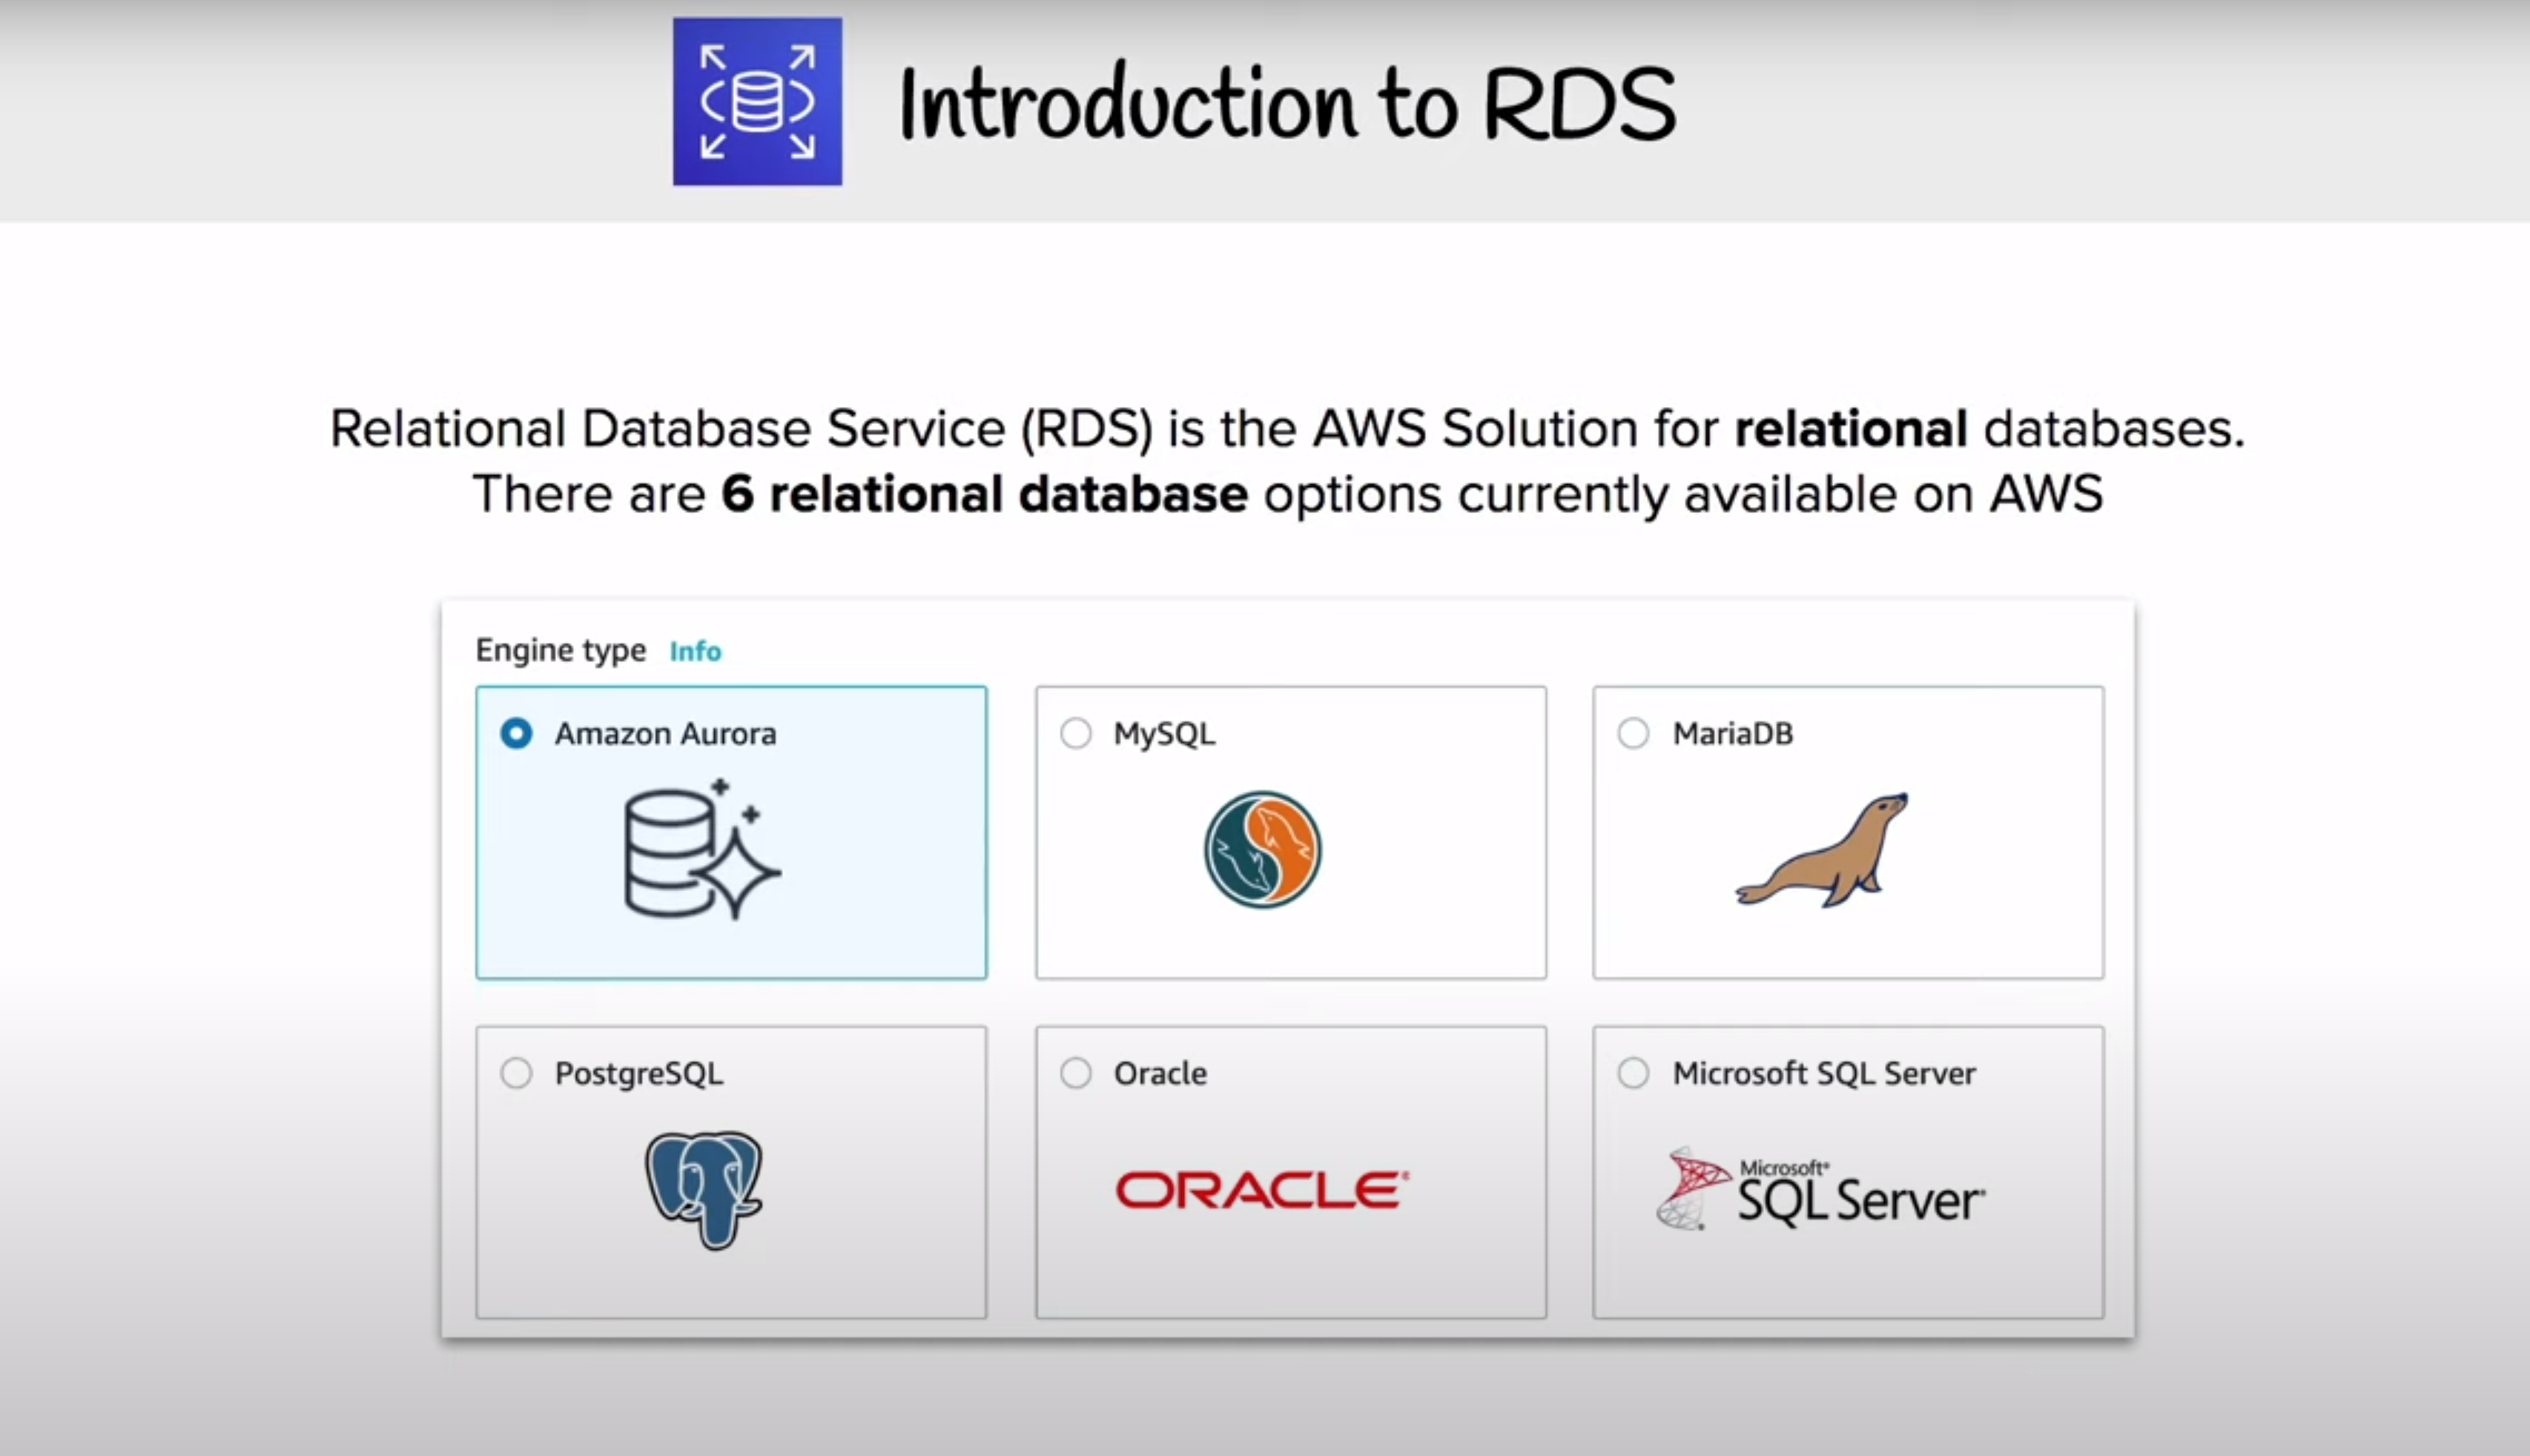 Introduction to RDS
Relational Database Service (RDS) is the AWS Solution for relational databases.
There are 6 relational database options currently available on AWS
Engine type Info
Amazon Aurora
MySQL
MariaDB
PostgreSQL
Oracle
Microsoft SQL Server
ORACLE®
Microsoft®
SQL Server®